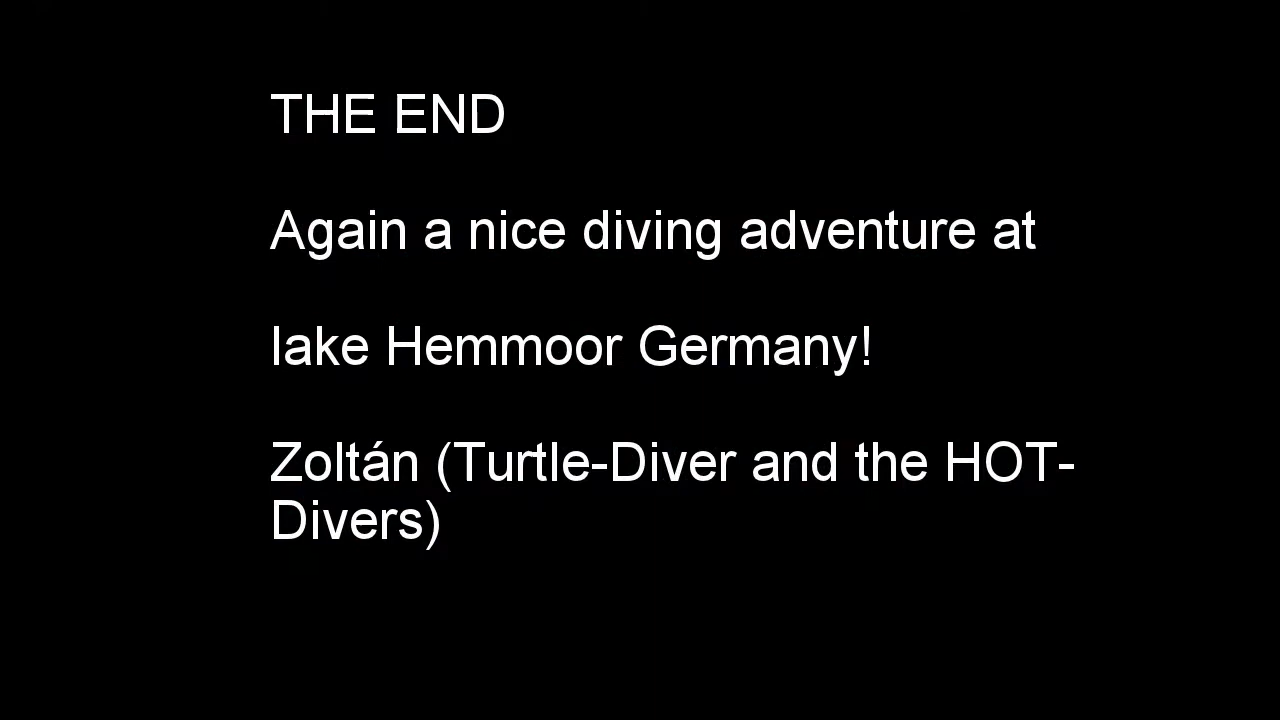 THE END
Again a nice diving adventure at
lake Hemmoor Germany!
Zoltán (Turtle-Diver and the HOT-
Divers)